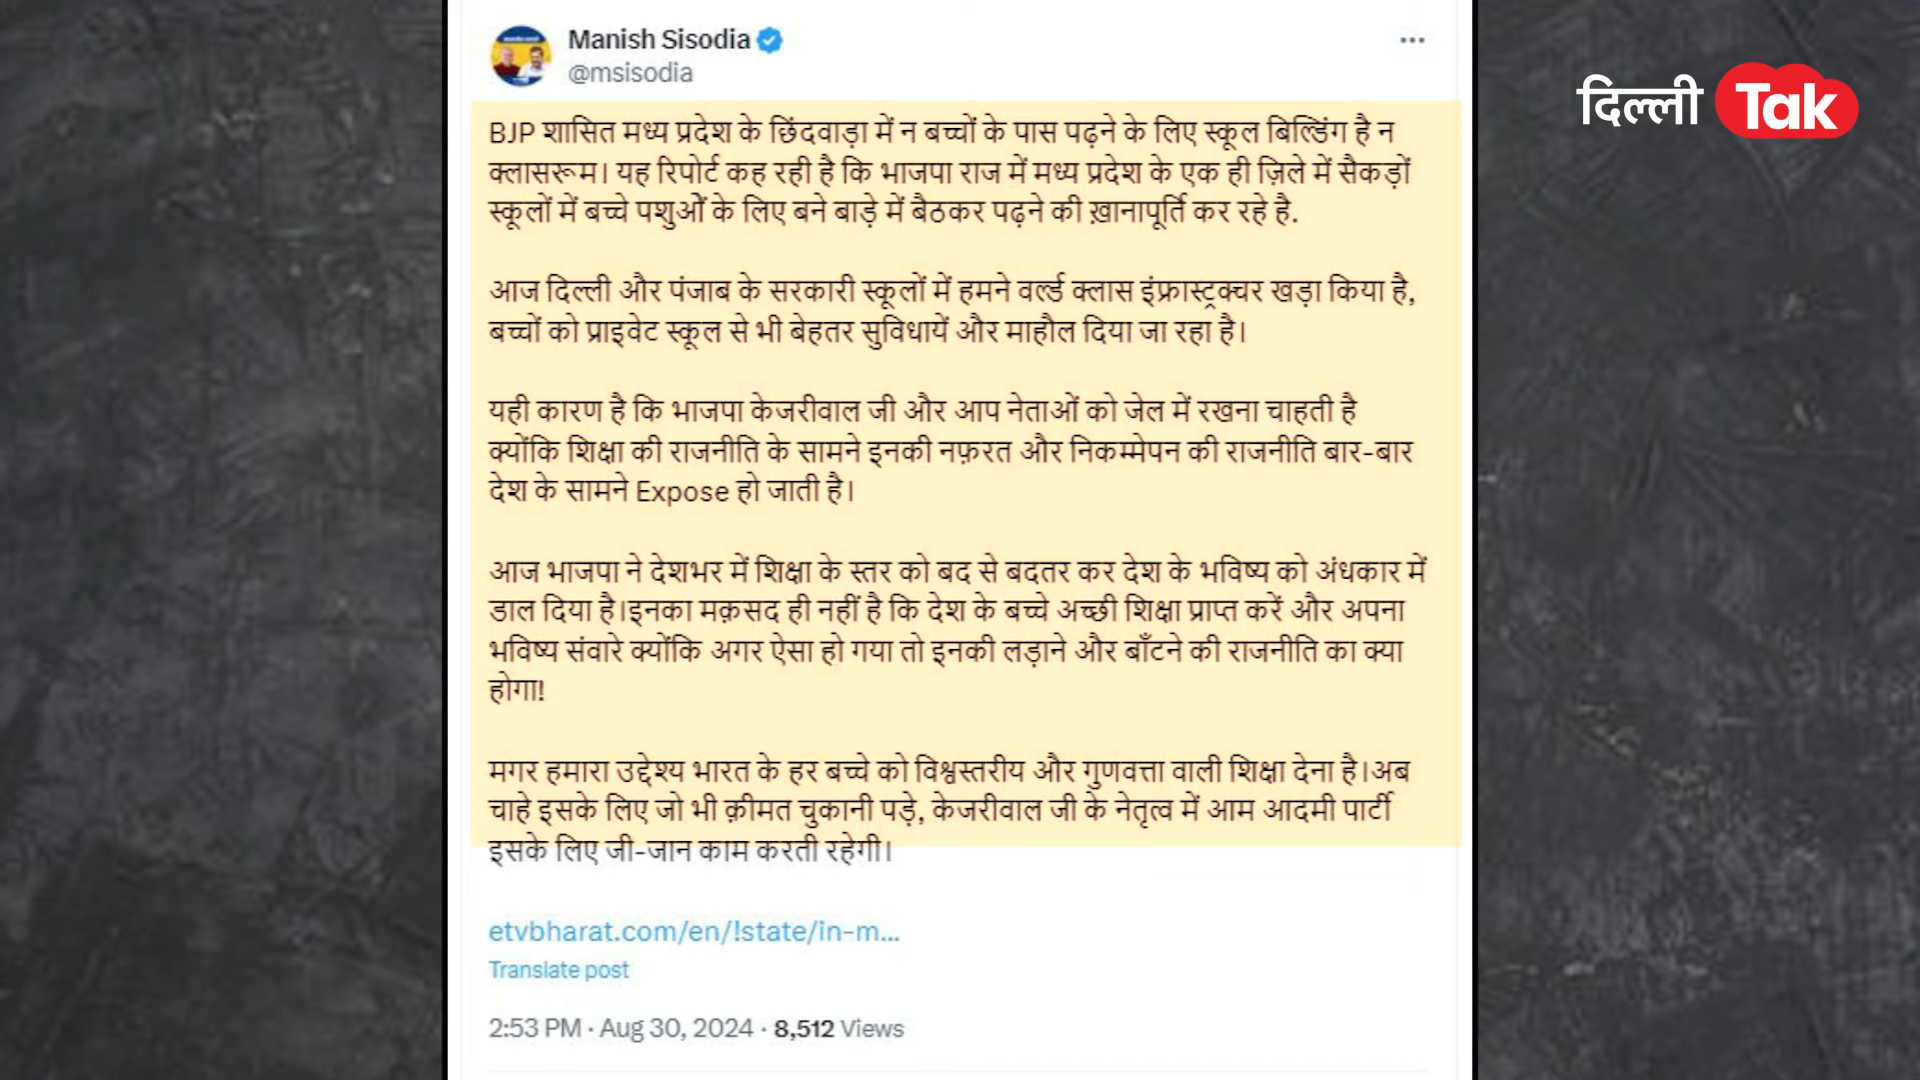 Manish Sisodia
@msisodia
दिल्ली Tak
BJP शासित मध्य प्रदेश के छिंदवाड़ा में न बच्चों के पास पढ़ने के लिए स्कूल बिल्डिंग है न
क्लासरूम। यह रिपोर्ट कह रही है कि भाजपा राज में मध्य प्रदेश के एक ही ज़िले में सैकड़ों
स्कूलों में बच्चे पशुओं के लिए बने बाड़े में बैठकर पढ़ने की ख़ानापूर्ति कर रहे है.
आज दिल्ली और पंजाब के सरकारी स्कूलों में हमने वर्ल्ड क्लास इंफ्रास्ट्रक्चर खड़ा किया है,
बच्चों को प्राइवेट स्कूल से भी बेहतर सुविधायें और माहौल दिया जा रहा है।
यही कारण है कि भाजपा केजरीवाल जी और आप नेताओं को जेल में रखना चाहती है
क्योंकि शिक्षा की राजनीति के सामने इनकी नफ़रत और निकम्मेपन की राजनीति बार-बार
देश के सामने Expose हो जाती है।
आज भाजपा ने देशभर में शिक्षा के स्तर को बद से बदतर कर देश के भविष्य को अंधकार में
डाल दिया है।इनका मक़सद ही नहीं है कि देश के बच्चे अच्छी शिक्षा प्राप्त करें और अपना
भविष्य संवारे क्योंकि अगर ऐसा हो गया तो इनकी लड़ाने और बाँटने की राजनीति का क्या
होगा!
मगर हमारा उद्देश्य भारत के हर बच्चे को विश्वस्तरीय और गुणवत्ता वाली शिक्षा देना है।अब
चाहे इसके लिए जो भी क़ीमत चुकानी पड़े, केजरीवाल जी के नेतृत्व में आम आदमी पार्टी
इसके लिए जी-जान काम करती रहेगी।
etvbharat.com/en/!state/in-m...
Translate post
2:53 PM · Aug 30, 2024 · 8,512 Views